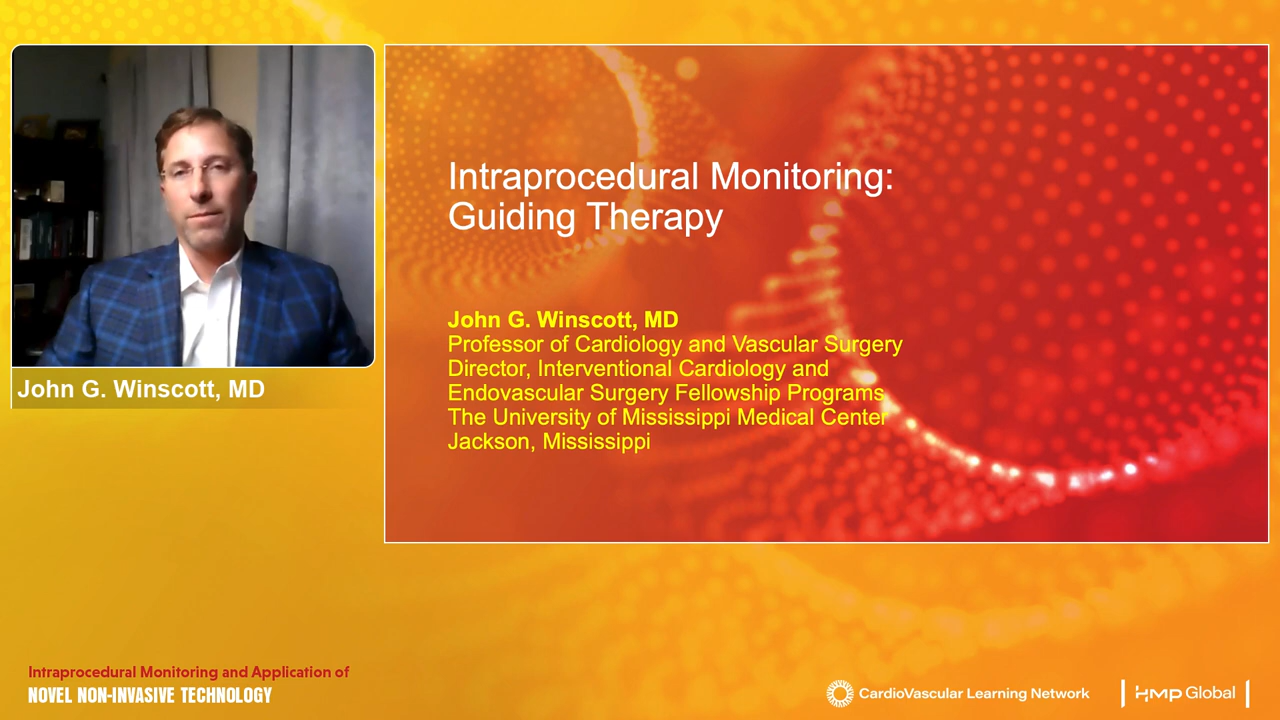 John G. Winscott, MD
Intraprocedural Monitoring:
Guiding Therapy
John G. Winscott, MD
Professor of Cardiology and Vascular Surgery
Director, Interventional Cardiology and
Endovascular Surgery Fellowship Programs
The University of Mississippi Medical Center
Jackson, Mississippi
Intraprocedural Monitoring and Application of
NOVEL NON-INVASIVE TECHNOLOGY
CardioVascular Learning Network
HMP Global